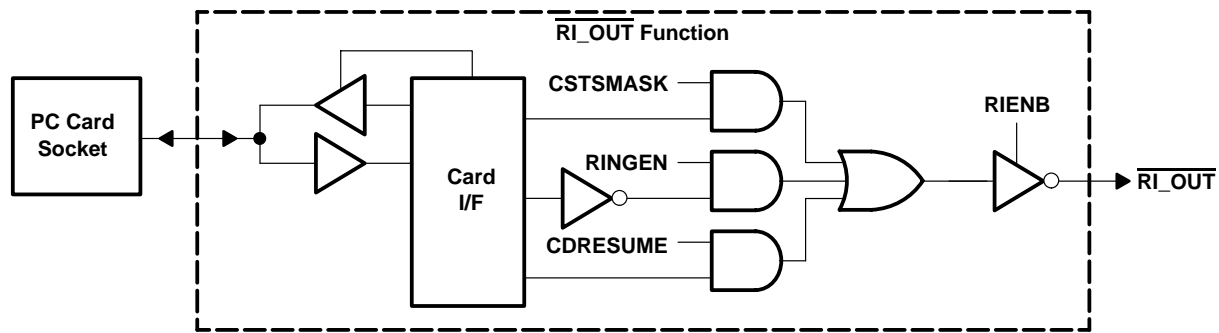 RI_OUT Function
CSTSMASK
PC Card
Socket
RIENB
RINGEN
Card
I/F
RI_OUT
CDRESUME